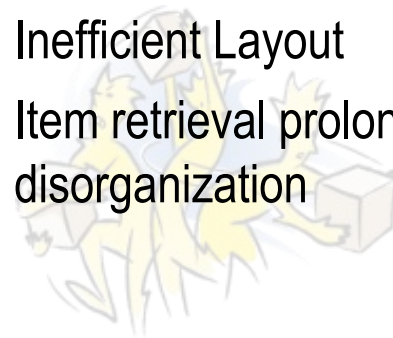 Inefficient Layout
Item retrieval
disorganization